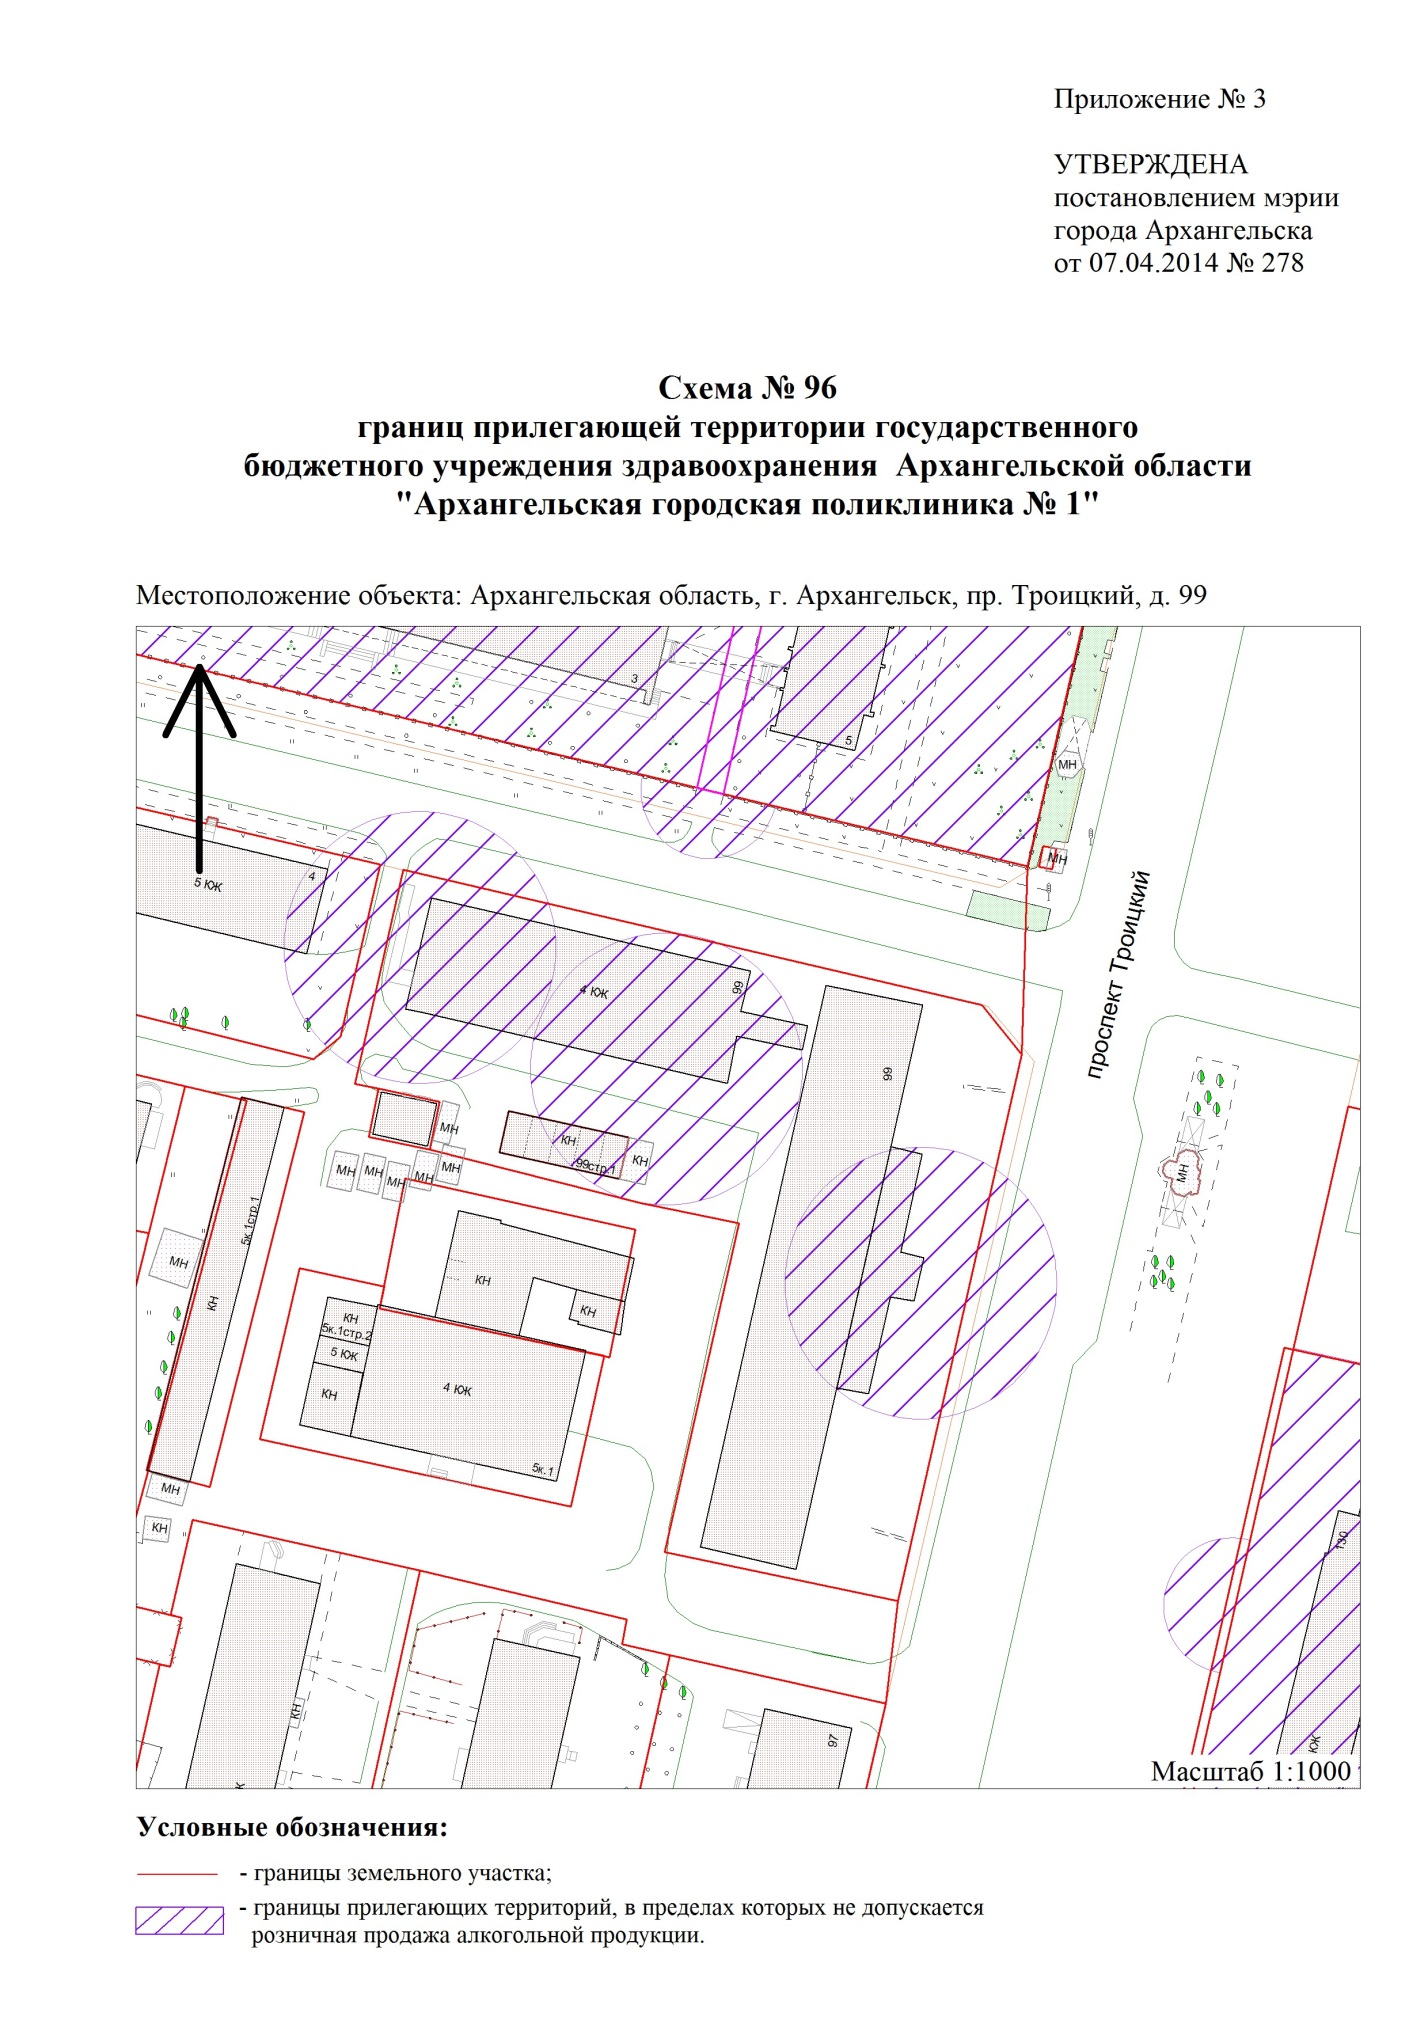 Приложение № 3
УТВЕРЖДЕНА
постановлением мэрии
города Архангельска
от 07.04.2014 № 278
Схема № 96
границ прилегающей территории государственного
бюджетного учреждения здравоохранения Архангельской области
"Архангельская городская поликлиника № 1"
Местоположение объекта: Архангельская область, г. Архангельск, пр. Троицкий, д. 99
3
5
МН
МН
5 КЖ
4
проспект Троицкий
4 КЖ
99
99
МН
КН
99стр.1
КН
МН
МН
МН
МН
МН
МН
5к.1стр.1
МН
КН
КН
КН
КН
5к.1стр.2
5 КЖ
КН
4 КЖ
5к.1
МН
КН
130
КН
97
КЖ
К
Масштаб 1:1000
Условные обозначения:
- границы земельного участка;
- границы прилегающих территорий, в пределах которых не допускается
розничная продажа алкогольной продукции.